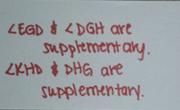 ∠EGD & ∠DGH are
supplementary.
∠KHD & DHG are
supplementary.